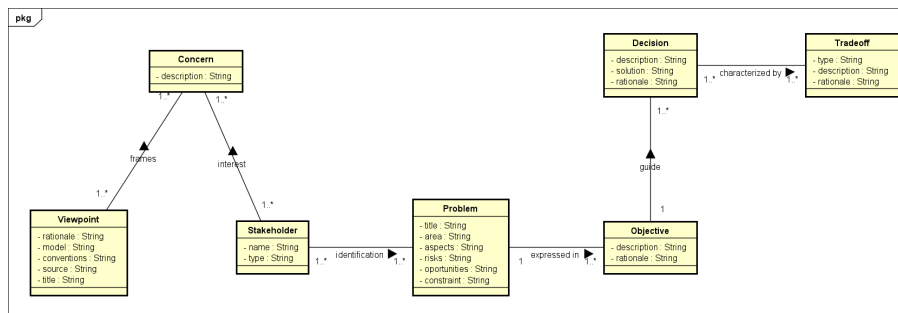 pkg
Concern
- description : String
1..*
1..*
frames
interest
1..*
1..*
Viewpoint
- rationale : String
- model : String
- conventions : String
- source : String
- title : String
Stakeholder
- name : String
- type : String
1..*
identification
1..*
Problem
- title : String
- area : String
- aspects : String
- risks : String
- oportunities : String
- constraint : String
1
expressed in
1..*
Objective
- description : String
- rationale : String
1
guide
1..*
Decision
- description : String
- solution : String
- rationale : String
1..*
characterized by
1..*
Tradeoff
- type : String
- description : String
- rationale : String